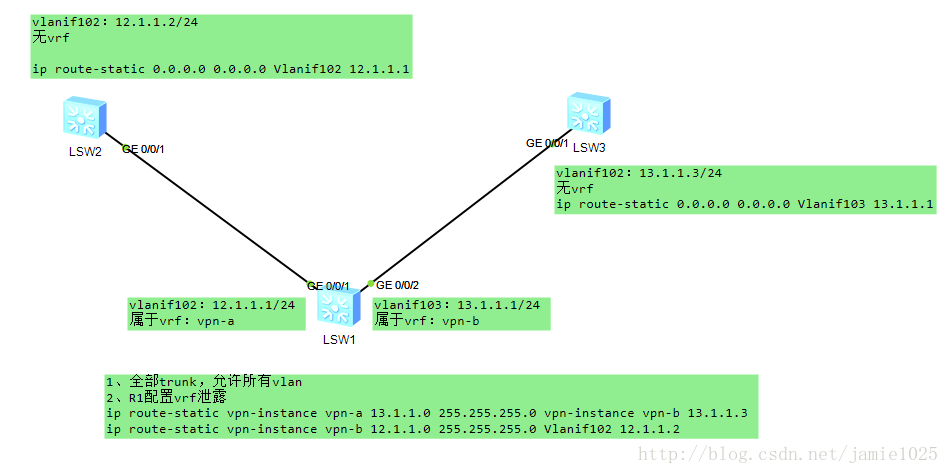 vlanif102：12.1.1.2/24
无vrf
ip route-static 0.0.0.0 0.0.0.0 Vlanif102 12.1.1.1
LSW2
GE 0/0/1
GE 0/0/1
LSW3
vlanif102：13.1.1.3/24
无vrf
ip route-static 0.0.0.0 0.0.0.0 Vlanif103 13.1.1.1
GE 0/0/1
GE 0/0/2
vlanif102：12.1.1.1/24
属于vrf：vpn-a
vlanif103：13.1.1.1/24
属于vrf：vpn-b
LSW1
1、全部trunk，允许所有vlan
2、R1配置vrf泄露
ip route-static vpn-instance vpn-a 13.1.1.0 255.255.255.0 vpn-instance vpn-b 13.1.1.3
ip route-static vpn-instance vpn-b 12.1.1.0 255.255.255.0 Vlanif102 12.1.1.2
http://blog.csdn.net/jamie1025